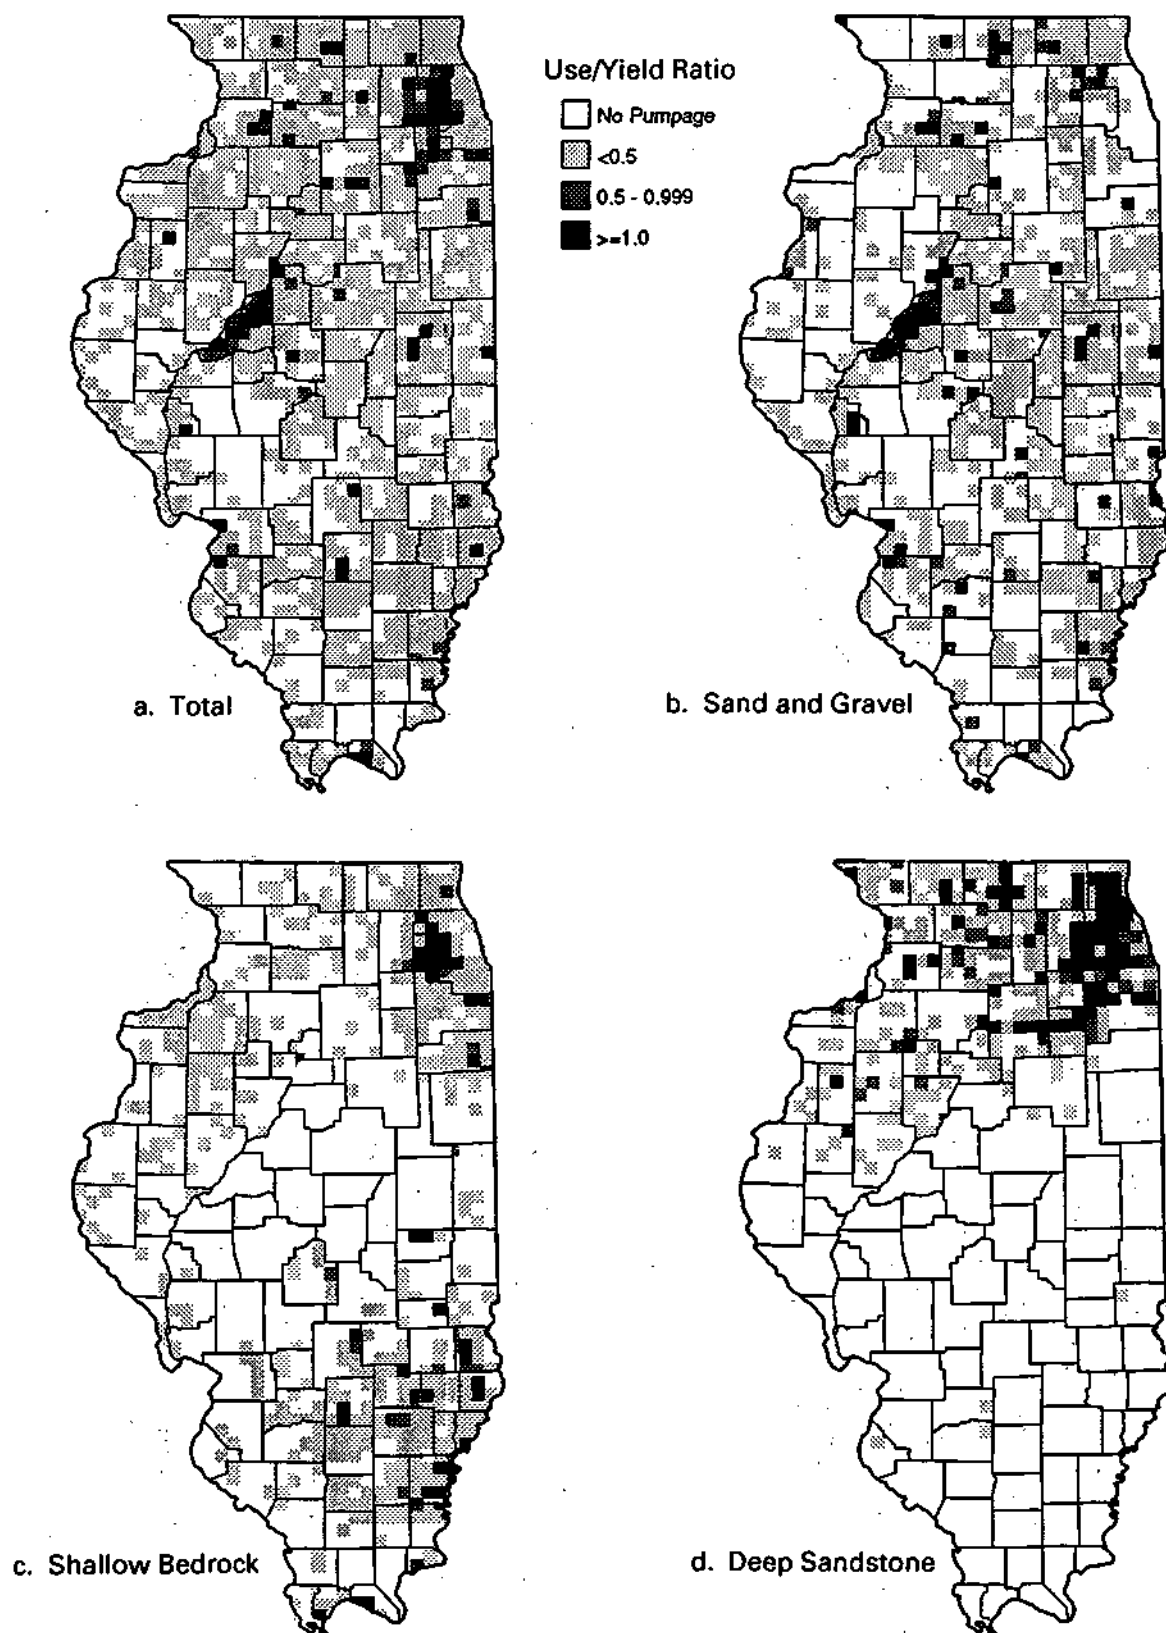 Use/Yield Ratio
No Pumpage
<0.5
0.5 - 0.999
>=1.0
a. Total
b. Sand and Gravel
c. Shallow Bedrock
d. Deep Sandstone